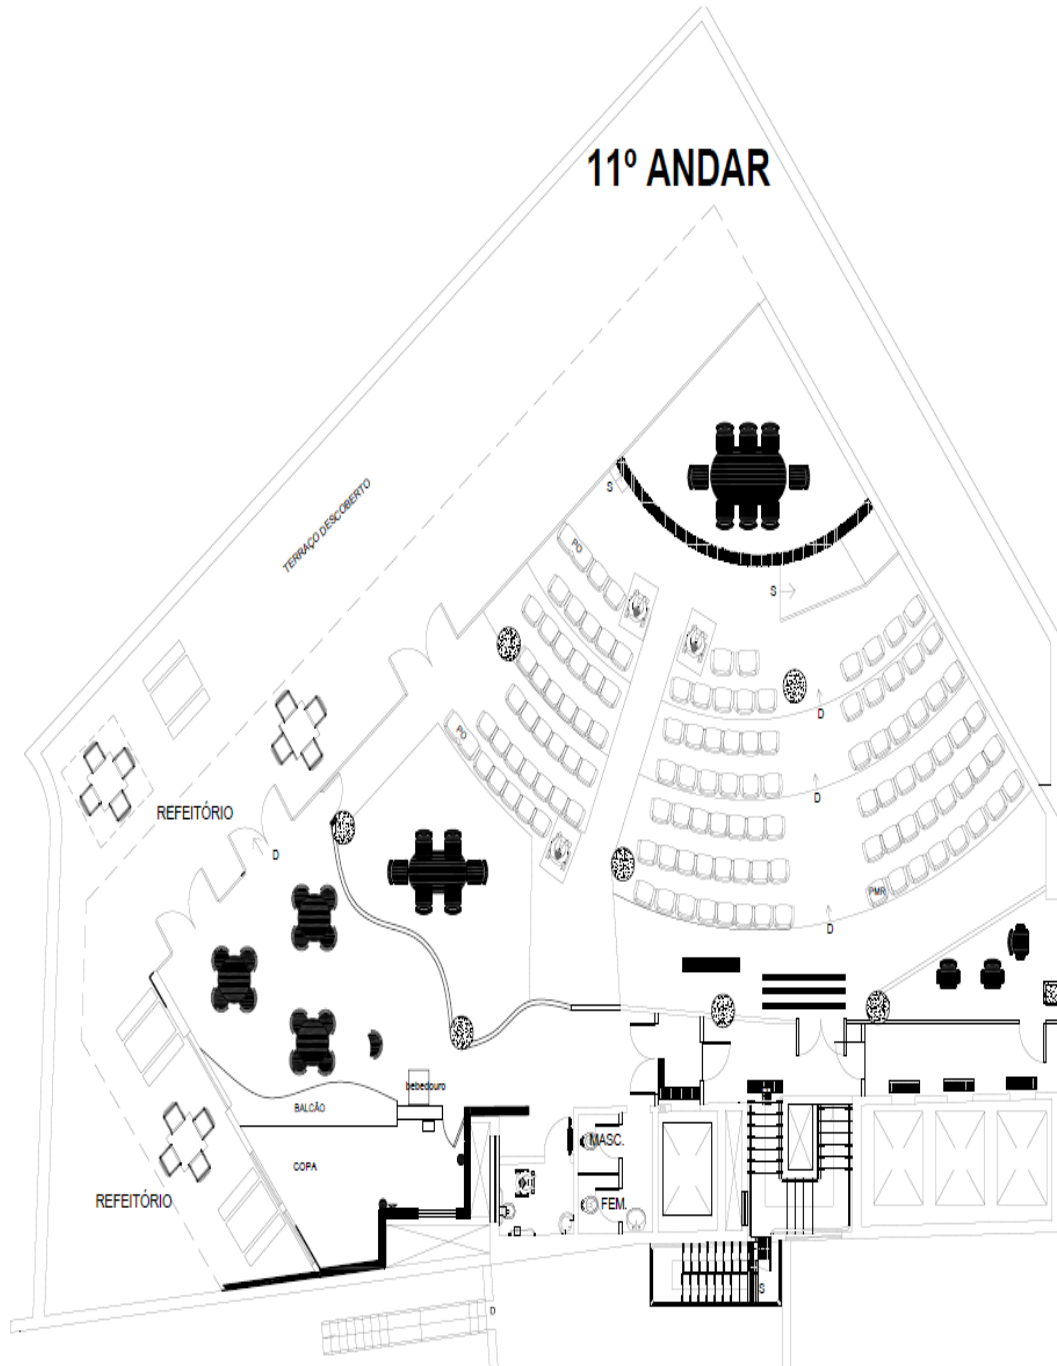 11º ANDAR
TERRAÇO DESCOBERTO
S
PO
S
D
PO
D
REFEITÓRIO
D
PMR
D
bebedouro
BALCÃO
MASC.
COPA
REFEITÓRIO
FEM.
S
D